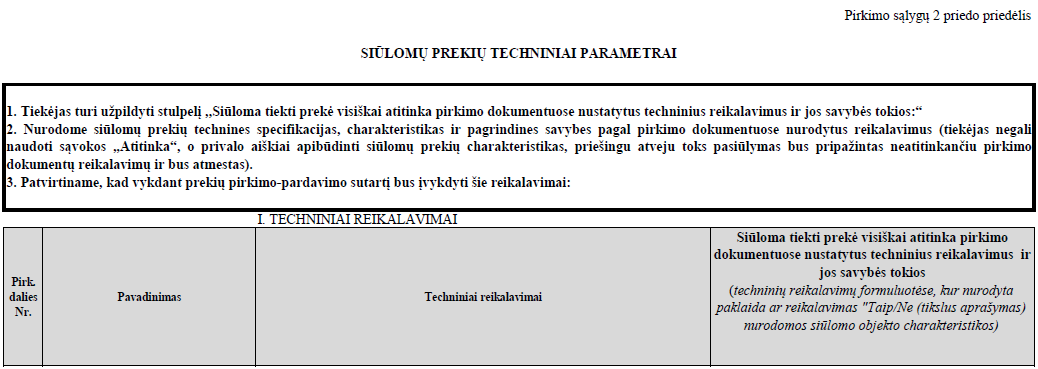 Pirkimo sąlygų 2 priedo priedėlis
SIŪLOMŲ PREKIŲ TECHNINIAI PARAMETRAI
1. Tiekėjas turi užpildyti stulpelį „Siūloma tiekti prekė visiškai atitinka pirkimo dokumentuose nustatytus techninius reikalavimus ir jos savybės tokios:“
2. Nurodome siūlomų prekių technines specifikacijas, charakteristikas ir pagrindines savybes pagal pirkimo dokumentuose nurodytus reikalavimus (tiekėjas negali
naudoti sąvokos „Atitinka“, o privalo aiškiai apibūdinti siūlomų prekių charakteristikas, priešingu atveju toks pasiūlymas bus pripažintas neatitinkančiu pirkimo
dokumentų reikalavimų ir bus atmestas).
3. Patvirtiname, kad vykdant prekių pirkimo-pardavimo sutartį bus įvykdyti šie reikalavimai:
I. TECHNINIAI REIKALAVIMAI
Pirk.
dalies
Nr.
Pavadinimas
Techniniai reikalavimai
Siūloma tiekti prekė visiškai atitinka pirkimo
dokumentuose nustatytus techninius reikalavimus ir
jos savybės tokios
(techninių reikalavimų formuluotėse, kur nurodyta
paklaida ar reikalavimas "Taip/Ne (tikslus aprašymas)
nurodomos siūlomo objekto charakteristikos)